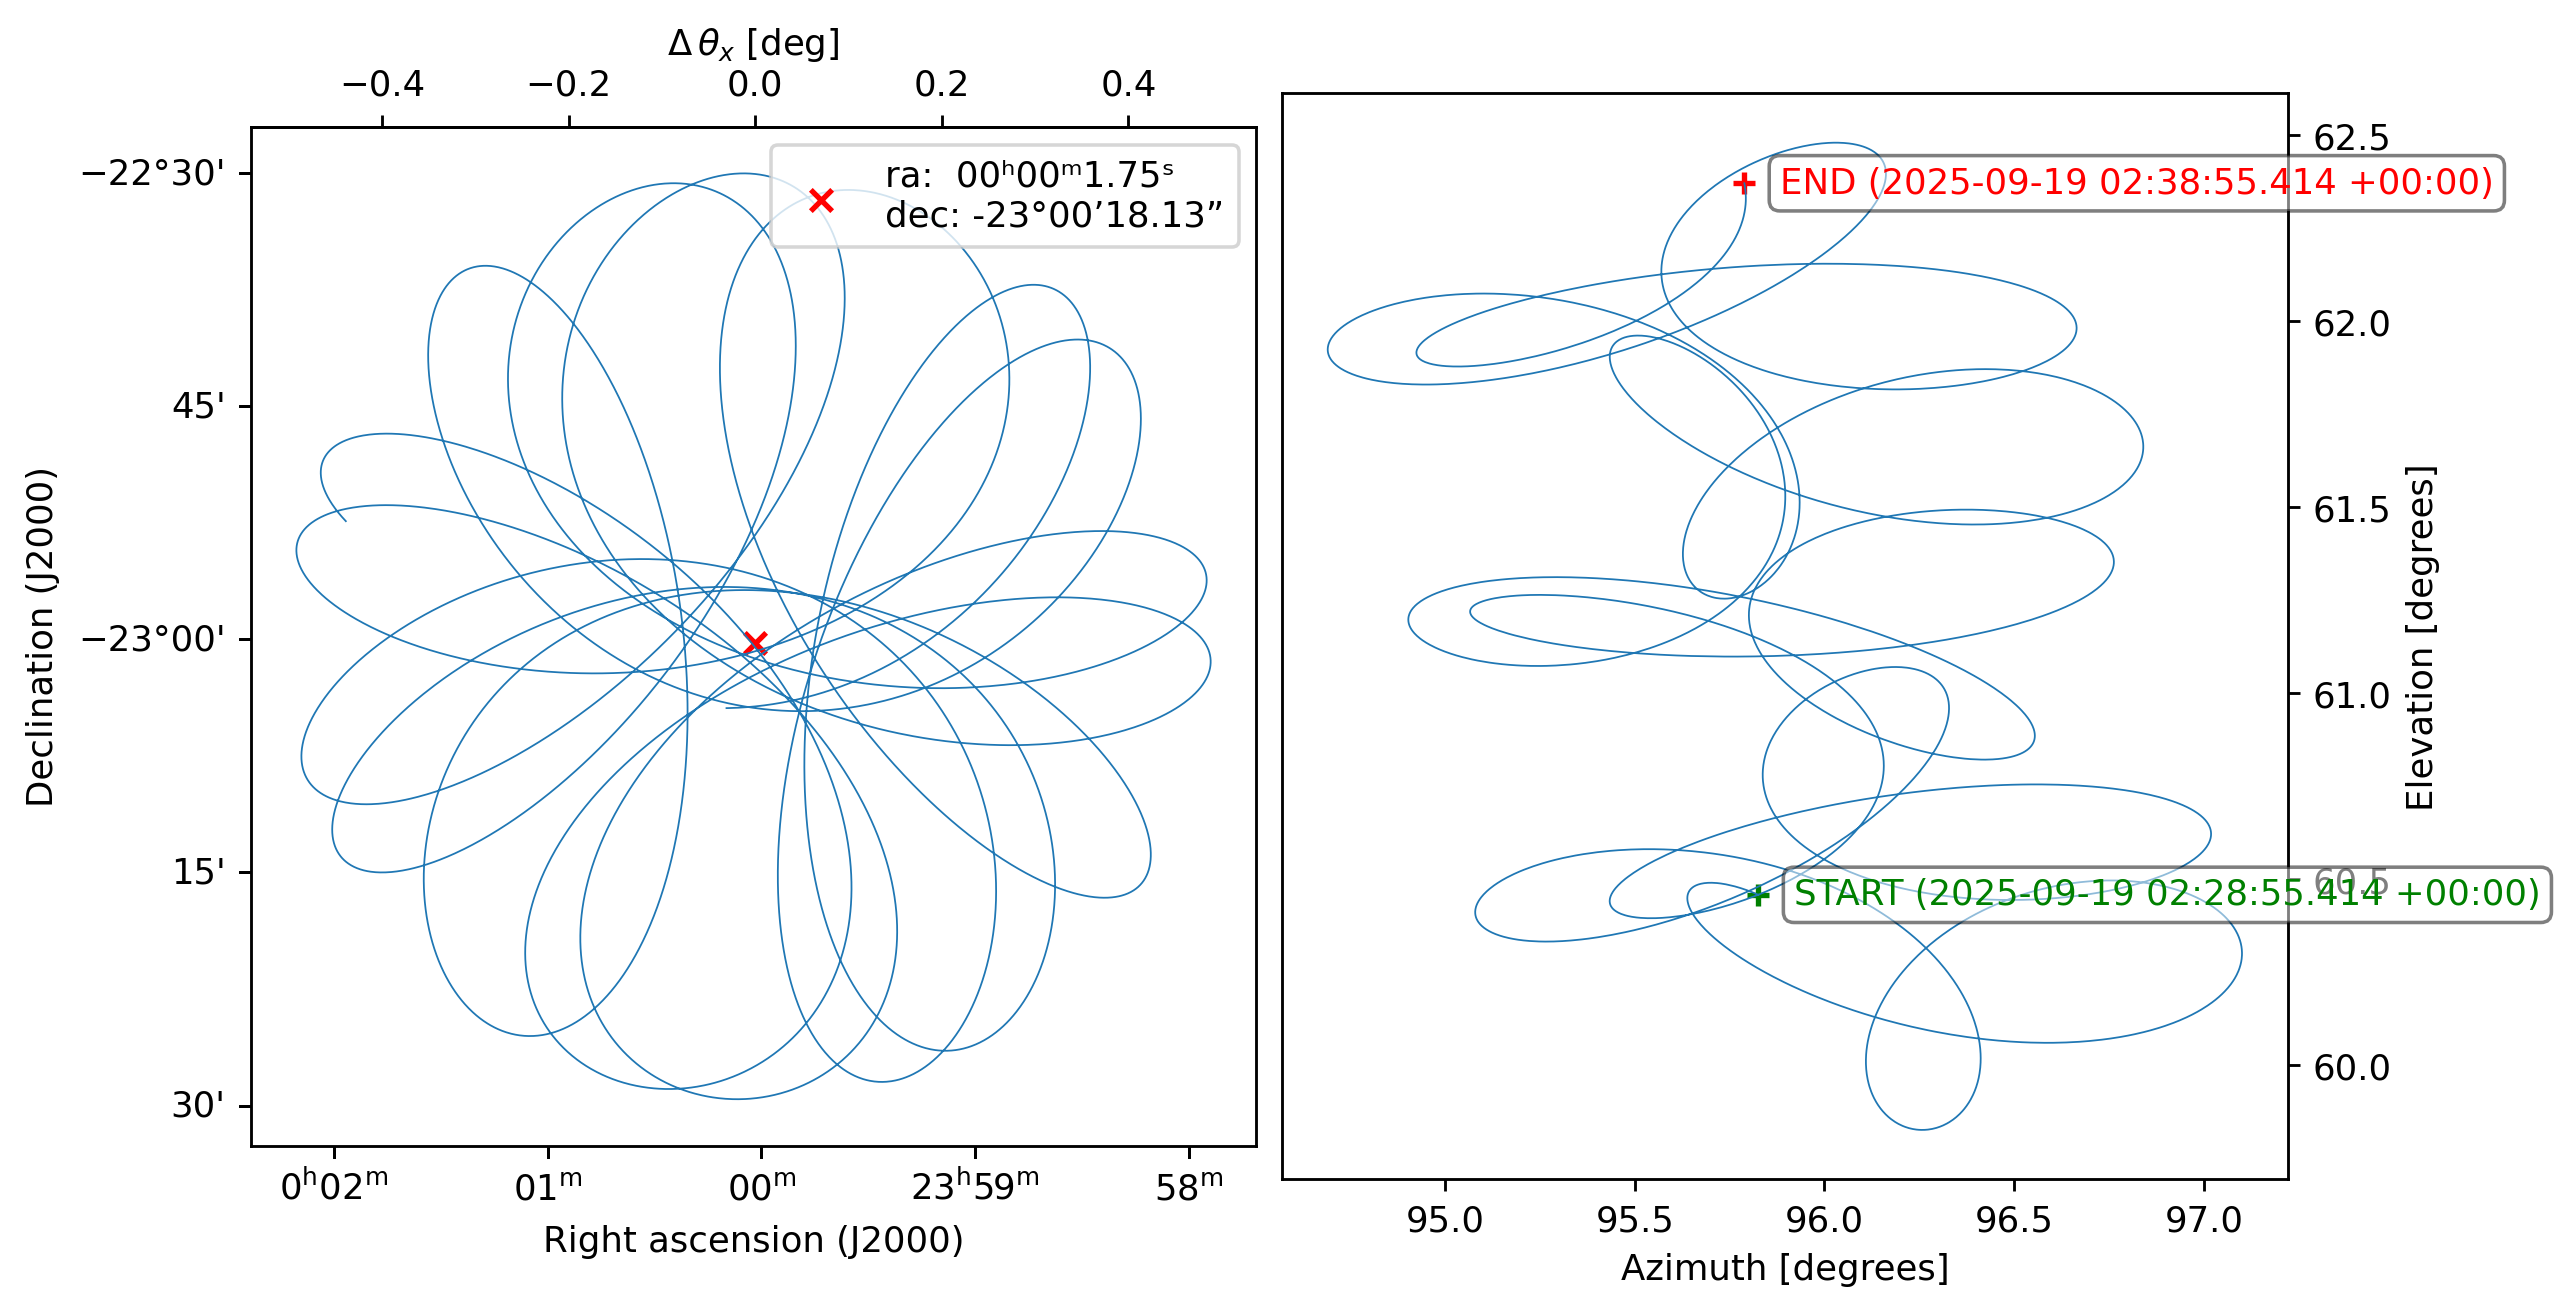 Δ θx [deg]
−0.4 −0.2 0.0 0.2 0.4
ra: 00ʰ00ᵐ1.75ˢ
dec: -23°00’18.13”
−22°30'
45'
−23°00'
15'
30'
Declination (J2000)
0ʰ02ᵐ 01ᵐ 00ᵐ 23ʰ59ᵐ 58ᵐ
Right ascension (J2000)
END (2025-09-19 02:38:55.414 +00:00)
START (2025-09-19 02:28:55.414 +00:00)
62.5
62.0
61.5
61.0
60.5
60.0
Elevation [degrees]
95.0 95.5 96.0 96.5 97.0
Azimuth [degrees]